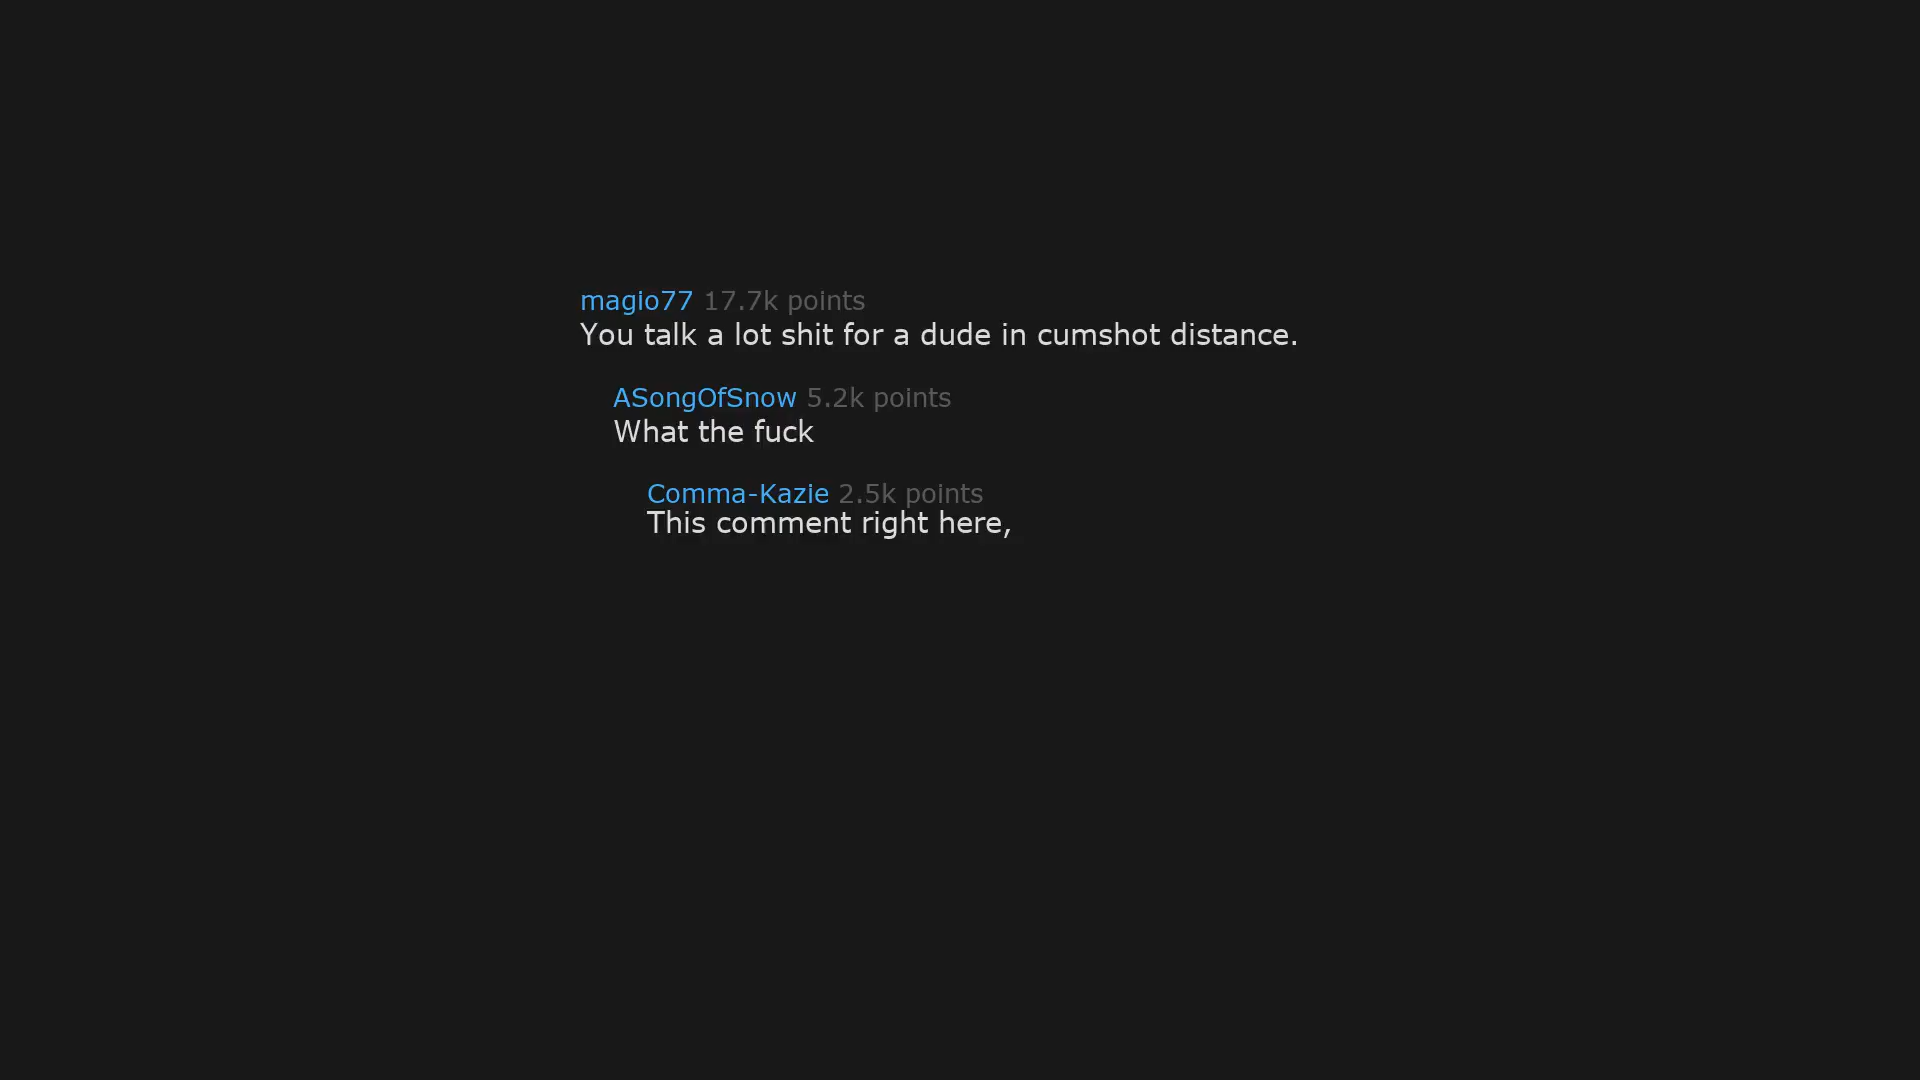 magio77 17.7k points
You talk a lot shit for a dude in cumshot distance.
ASongOfSnow 5.2k points
What the fuck
Comma-Kazie 2.5k points
This comment right here,